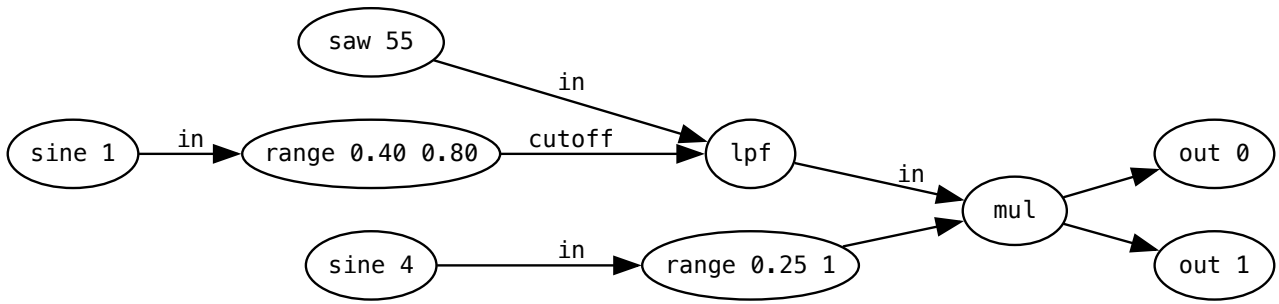 saw 55
in
sine 1
in
range 0.40 0.80
cutoff
lpf
in
out 0
mul
sine 4
in
range 0.25 1
out 1